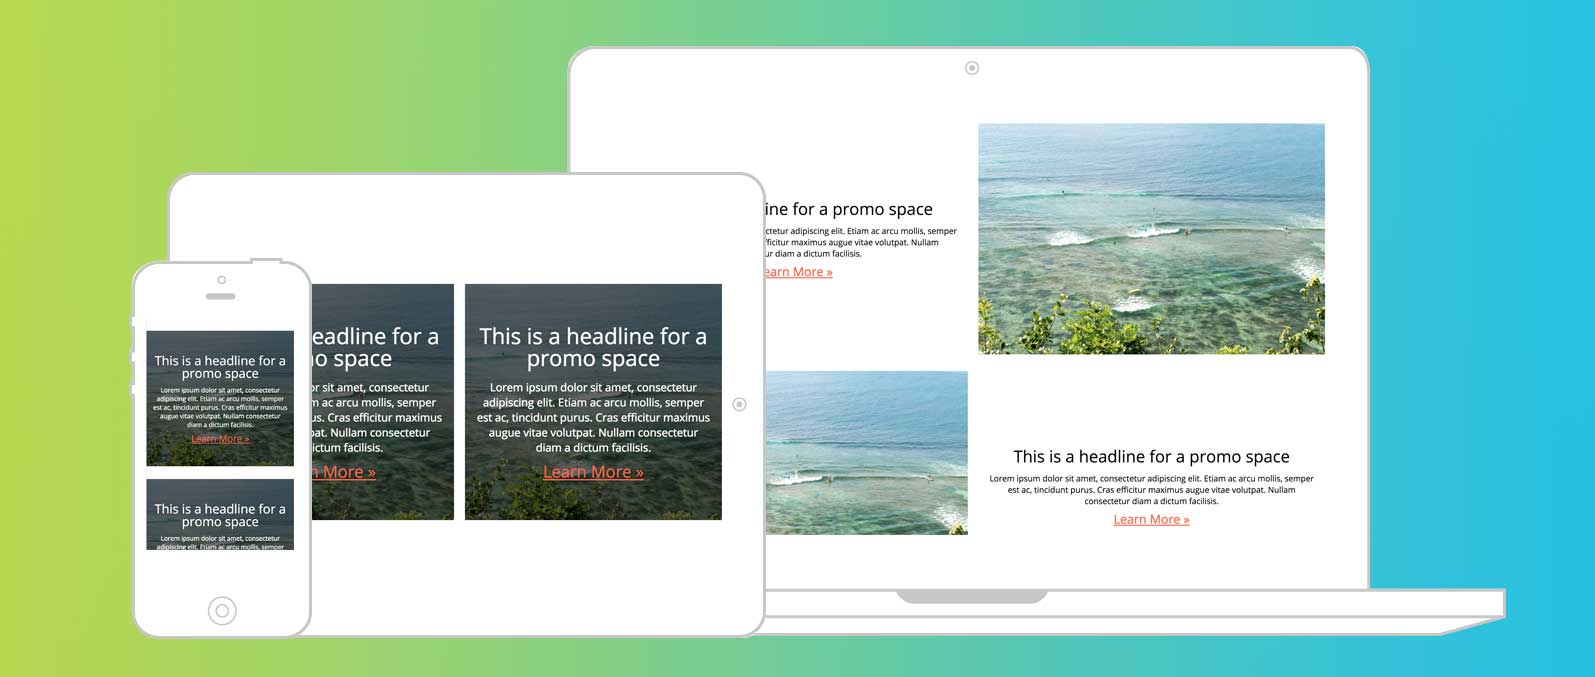 This is a headline for a
promo space
Lorem ipsum dolor sit amet, consectetur
adipiscing elit. Etiam ac arcu mollis, semper
est ac, tincidunt purus. Cras efficitur maximus
augue vitae volutpat. Nullam consectetur
diam a dictum facilisis.
Learn More »
This is a headline for a
promo space
Lorem ipsum dolor sit amet, consectetur
adipiscing elit. Etiam ac arcu mollis, semper
eadline for a
o space
or sit amet, consectetur
m ac arcu mollis, semper
us. Cras efficitur maximus
pat. Nullam consectetur
ictum facilisis.
n More »
This is a headline for a
promo space
Lorem ipsum dolor sit amet, consectetur
adipiscing elit. Etiam ac arcu mollis, semper
est ac, tincidunt purus. Cras efficitur maximus
augue vitae volutpat. Nullam consectetur
diam a dictum facilisis.
Learn More »
ine for a promo space
ctetur adipiscing elit. Etiam ac arcu mollis, semper
fficitur maximus augue vitae volutpat. Nullam
ur diam a dictum facilisis.
earn More »
This is a headline for a promo space
Lorem ipsum dolor sit amet, consectetur adipiscing elit. Etiam ac arcu mollis, semper
est ac, tincidunt purus. Cras efficitur maximus augue vitae volutpat. Nullam
consectetur diam a dictum facilisis.
Learn More »